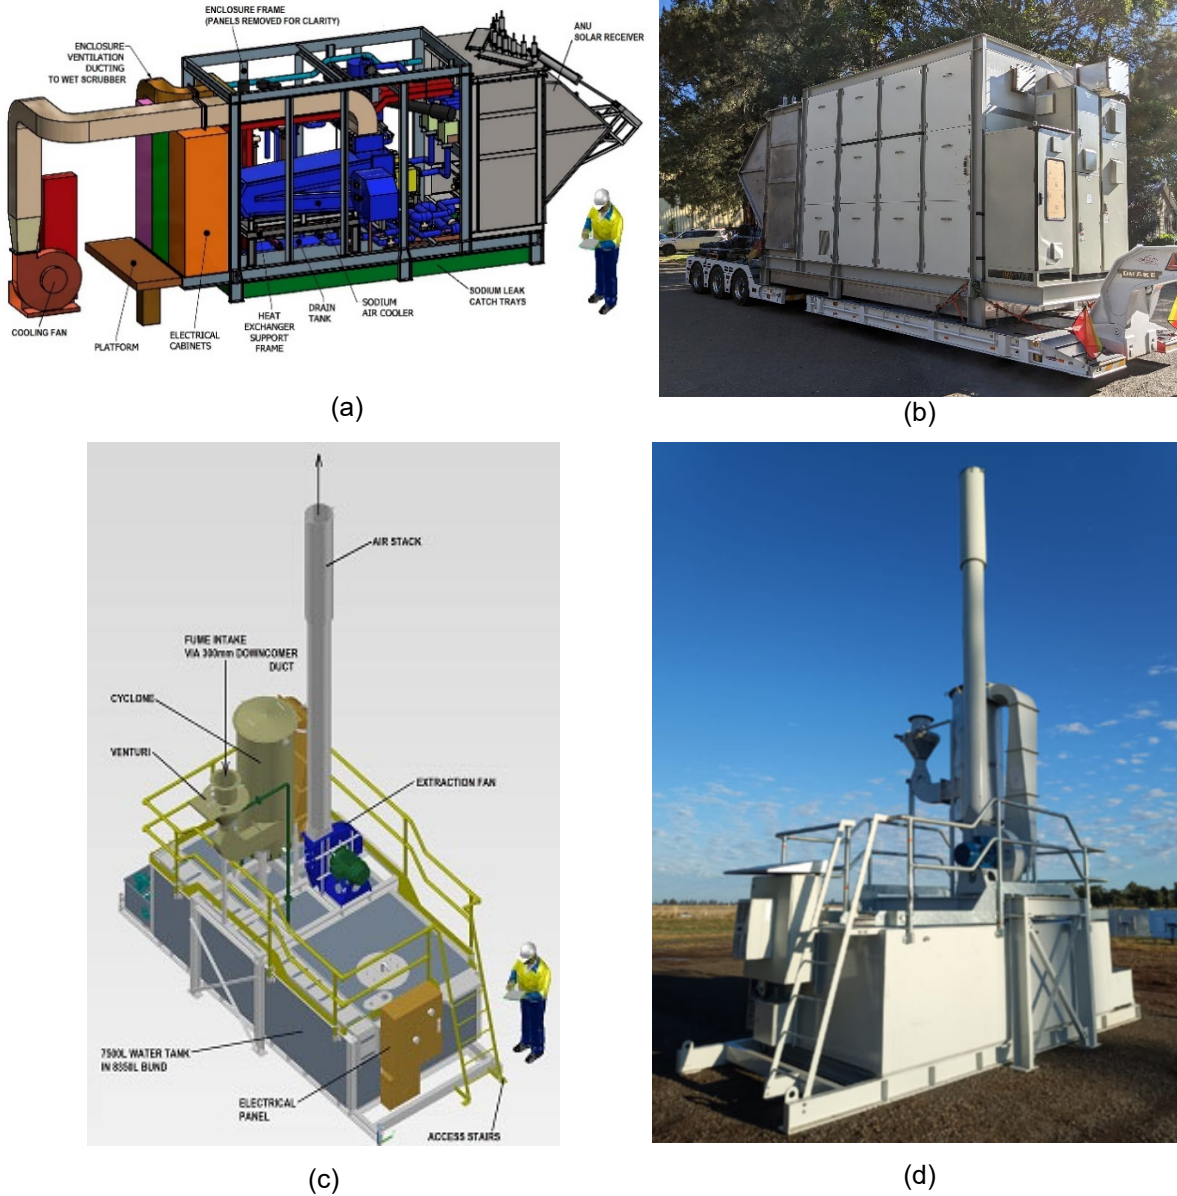 ENCLOSURE FRAME
(PANELS REMOVED FOR CLARITY)
ANU
SOLAR RECEIVER
ENCLOSURE
VENTILATION
DUCTING
TO WET SCRUBBER
COOLING FAN
PLATFORM
ELECTRICAL
CABINETS
HEAT
EXCHANGER
SUPPORT
FRAME
DRAIN
TANK
SODIUM
AIR COOLER
SODIUM LEAK
CATCH TRAYS
(a)
DRAKE
(b)
AIR STACK
FUME INTAKE
VIA 300mm DOWNCOMER
DUCT
CYCLONE
VENTURI
EXTRACTION FAN
7500L WATER TANK
IN 8350L BUND
ELECTRICAL
PANEL
ACCESS STAIRS
(c)
(d)